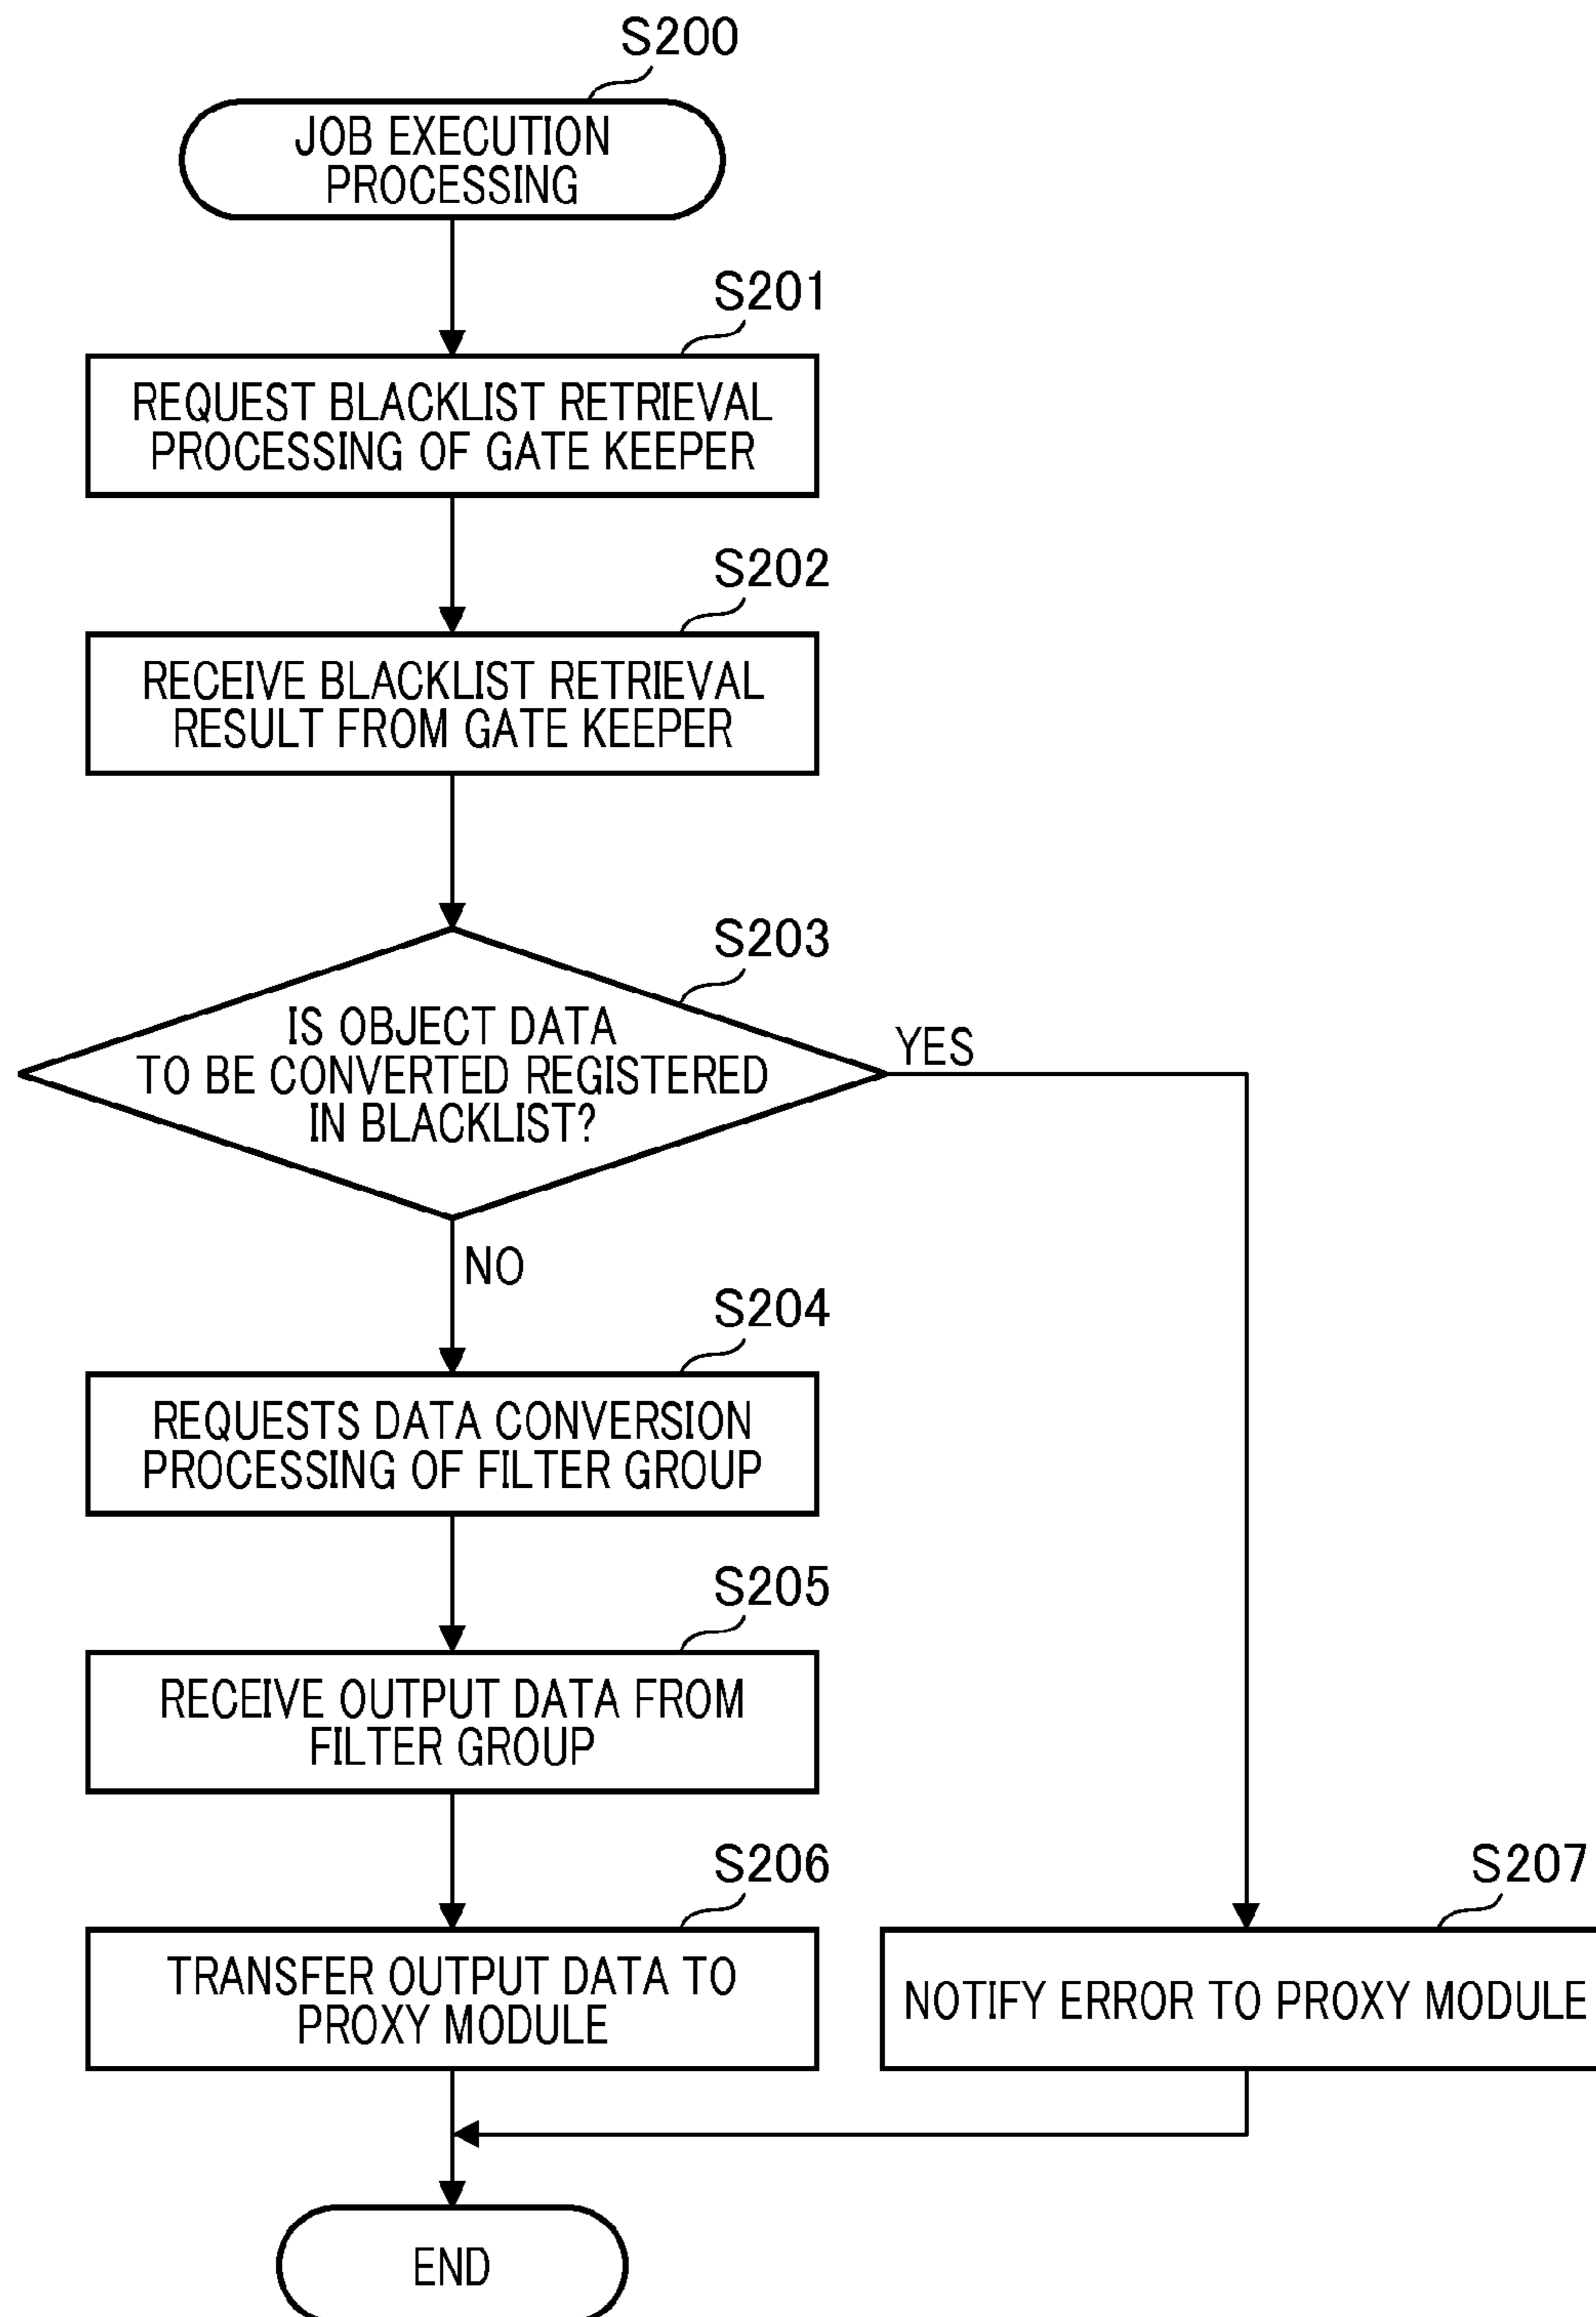 S200
JOB EXECUTION
PROCESSING
S201
REQUEST BLACKLIST RETRIEVAL
PROCESSING OF GATE KEEPER
S202
RECEIVE BLACKLIST RETRIEVAL
RESULT FROM GATE KEEPER
S203
IS OBJECT DATA
TO BE CONVERTED REGISTERED
IN BLACKLIST?
YES
NO
S204
REQUESTS DATA CONVERSION
PROCESSING OF FILTER GROUP
S205
RECEIVE OUTPUT DATA FROM
FILTER GROUP
S206
TRANSFER OUTPUT DATA TO
PROXY MODULE
S207
NOTIFY ERROR TO PROXY MODULE
END